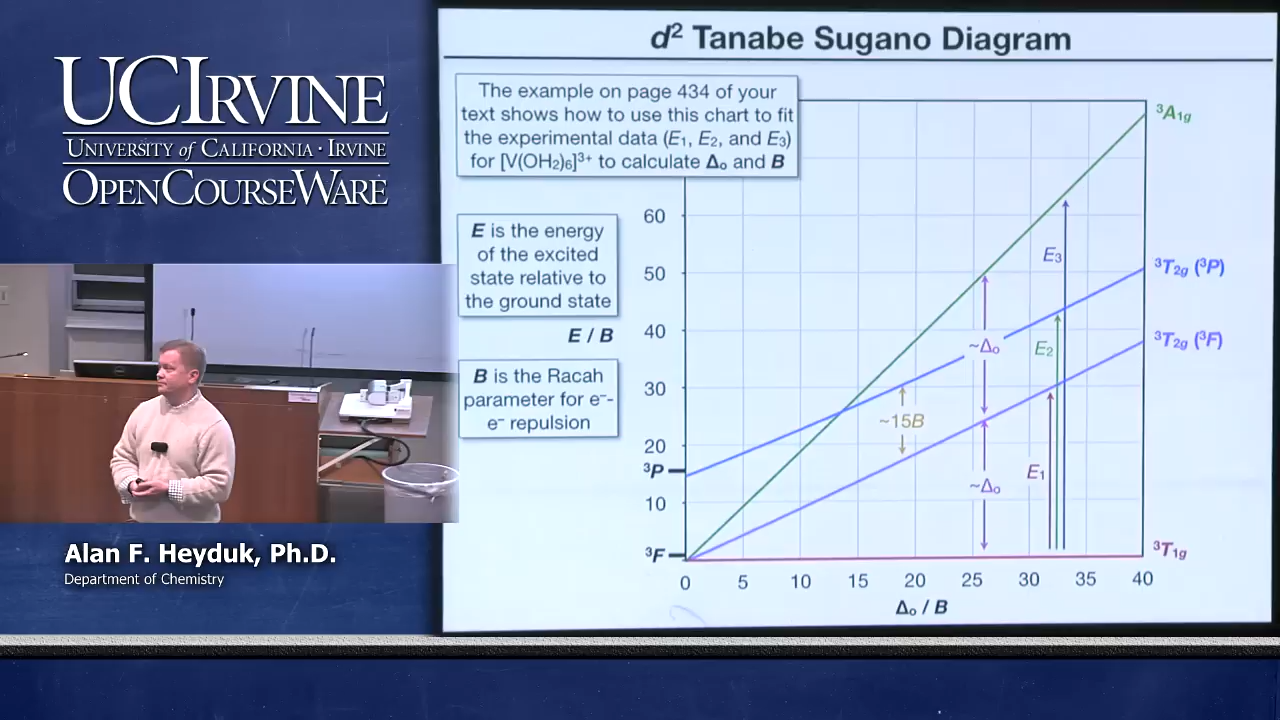 UCIRVINE
UNIVERSITY of CALIFORNIA · IRVINE
OPENCOURSEWARE
Alan F. Heyduk, Ph.D.
Department of Chemistry
d² Tanabe Sugano Diagram
The example on page 434 of your
text shows how to use this chart to fit
the experimental data (E₁, E₂, and E₃)
for [V(OH₂)₆]³⁺ to calculate Δₒ and B
E is the energy
of the excited
state relative to
the ground state
E / B
B is the Racah
parameter for e⁻-
e⁻ repulsion
60
50
40
30
20
³P
10
³F
0 5 10 15 20 25 30 35 40
Δₒ / B
~15B
~Δₒ
~Δₒ
E₁
E₂
E₃
³A₁g
³T₂g (³P)
³T₂g (³F)
³T₁g